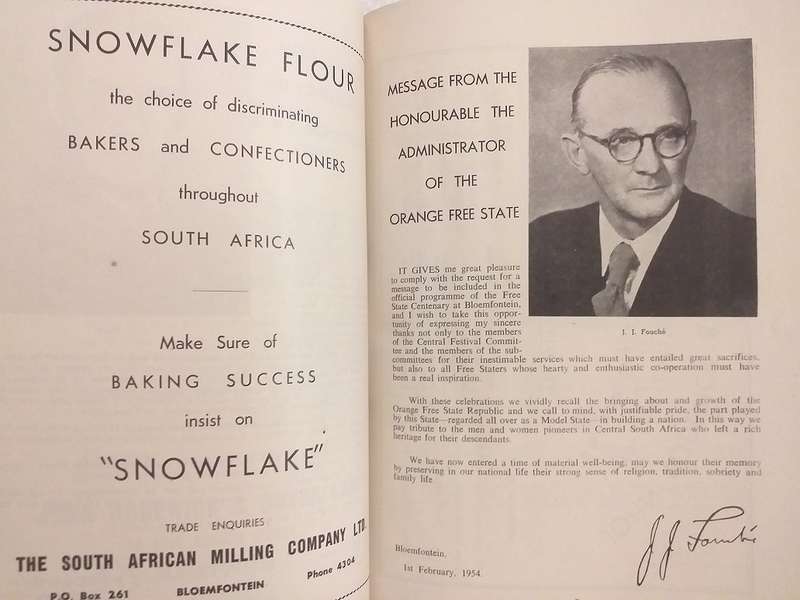 SNOWFLAKE FLOUR
the choice of discriminating
BAKERS and CONFECTIONERS
throughout
SOUTH AFRICA
Make Sure of
BAKING SUCCESS
insist on
"SNOWFLAKE"
TRADE ENQUIRIES
THE SOUTH AFRICAN MILLING COMPANY LTD.
P.O. Box 261 BLOEMFONTEIN Phone 4304
MESSAGE FROM THE
HONOURABLE THE
ADMINISTRATOR
OF THE
ORANGE FREE STATE
J. J. Fouché
IT GIVES me great pleasure
to comply with the request for a
message to be included in the
official programme of the Free
State Centenary at Bloemfontein,
and I wish to take this oppor-
tunity of expressing my sincere
thanks not only to the members
of the Central Festival Commit-
tee and the members of the sub-
committees for their inestimable services which must have entailed great sacrifices,
but also to all Free Staters whose hearty and enthusiastic co-operation must have
been a real inspiration.
With these celebrations we vividly recall the bringing about and growth of the
Orange Free State Republic and we call to mind, with justifiable pride, the part played
by this State—regarded all over as a Model State—in building a nation. In this way we
pay tribute to the men and women pioneers in Central South Africa who left a rich
heritage for their descendants.
We have now entered a time of material well-being, may we honour their memory
by preserving in our national life their strong sense of religion, tradition, sobriety and
family life.
J J Fouché
Bloemfontein,
1st February, 1954.